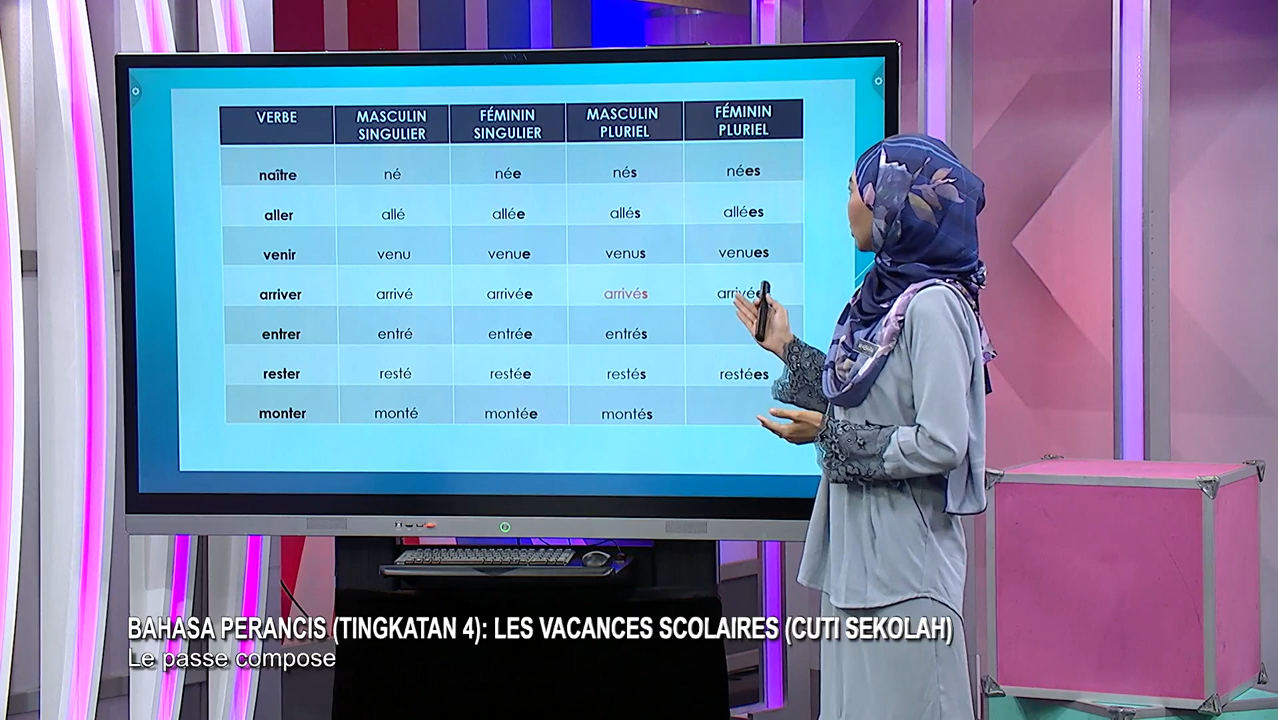 VERBE MASCULIN SINGULIER FÉMININ SINGULIER MASCULIN PLURIEL FÉMININ PLURIEL
naître né née nés nées
aller allé allée allés allées
venir venu venue venus venues
arriver arrivé arrivée arrivés
entrer entré entrée entrés
rester resté restée restés restées
monter monté montée montés
BAHASA PERANCIS (TINGKATAN 4): LES VACANCES SCOLAIRES (CUTI SEKOLAH)
Le passe compose